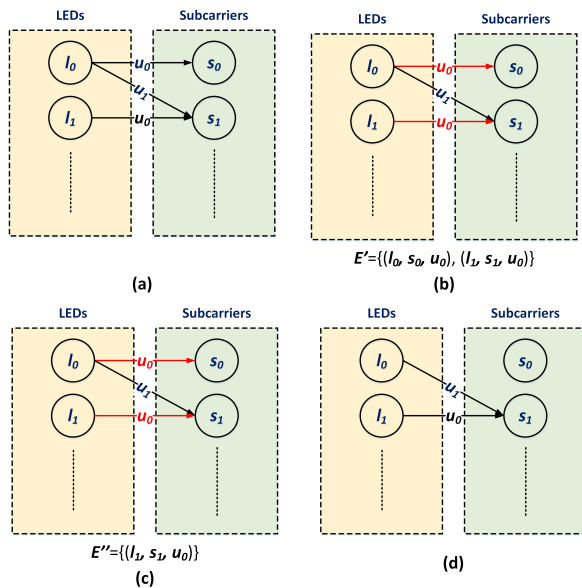 LEDs Subcarriers
l0 u0 s0
u1
l1 u0 s1
(a)
LEDs Subcarriers
l0 u0 s0
u1
l1 u0 s1
E'={(l0, s0, u0), (l1, s1, u0)}
(b)
LEDs Subcarriers
l0 u0 s0
u1
l1 u0 s1
E''={(l1, s1, u0)}
(c)
LEDs Subcarriers
l0 s0
u1
l1 u0 s1
(d)